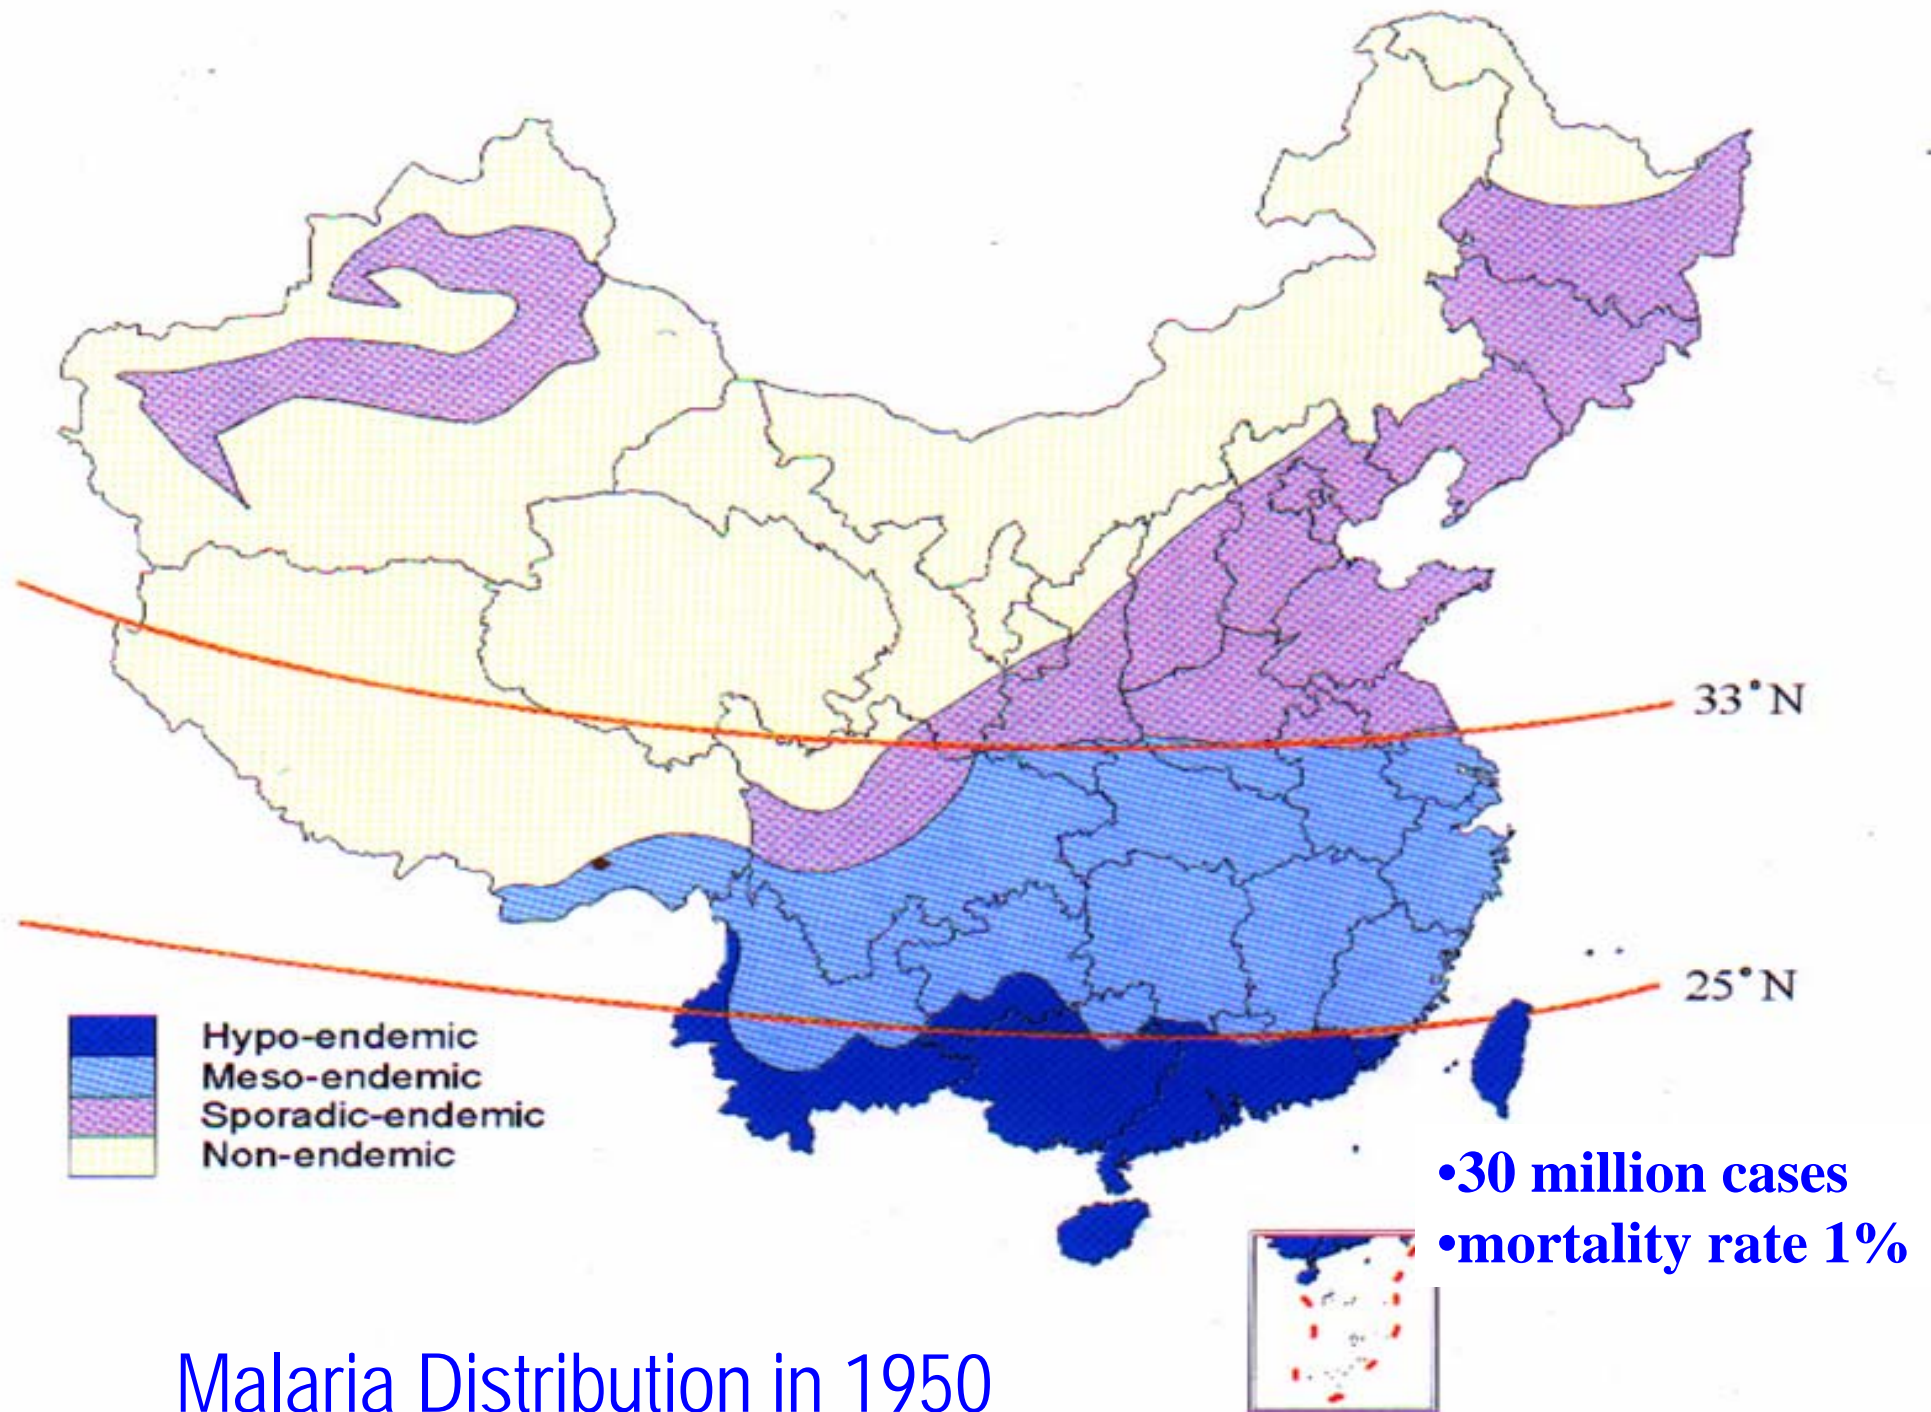 33°N
25°N
Hypo-endemic
Meso-endemic
Sporadic-endemic
Non-endemic
•30 million cases
•mortality rate 1%
Malaria Distribution in 1950